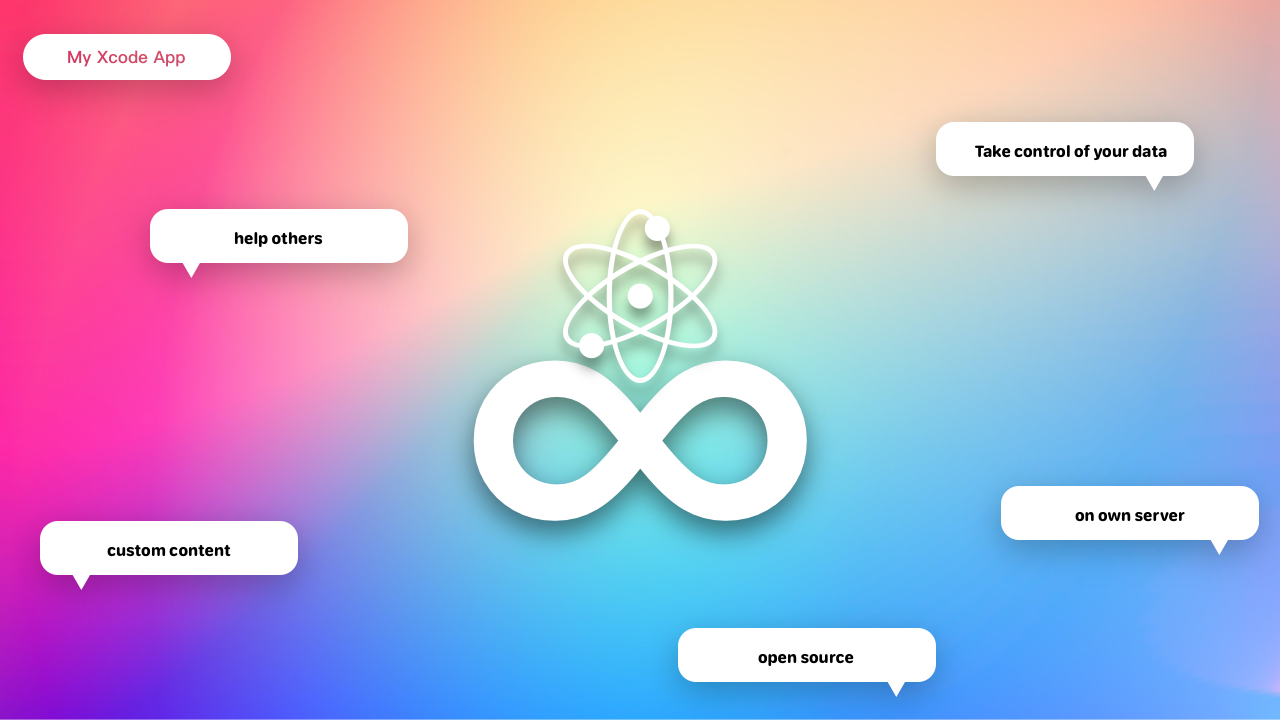 My Xcode App
Take control of your data
help others
on own server
custom content
open source